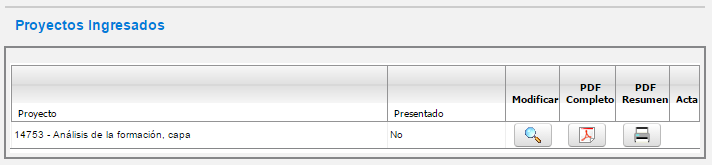 Proyectos Ingresados
Proyecto Presentado Modificar PDF Completo PDF Resumen Acta
14753 - Análisis de la formación, capa No